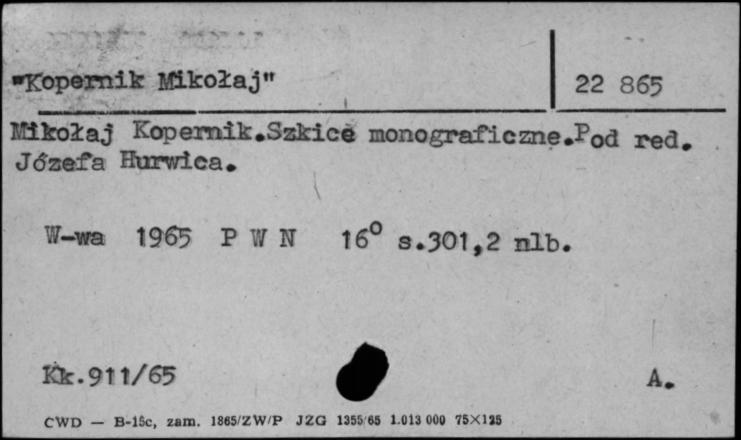 "Kopernik Mikołaj"
22 865
Mikołaj Kopernik.Szkice monograficzne.Pod red.
Józefa Hurwica.
W-wa 1965 P W N 16° s.301,2 nlb.
Kk.911/65
A.
CWD — B-15c, zam. 1865/ZW/P JZG 1355/65 1.013 000 75×125